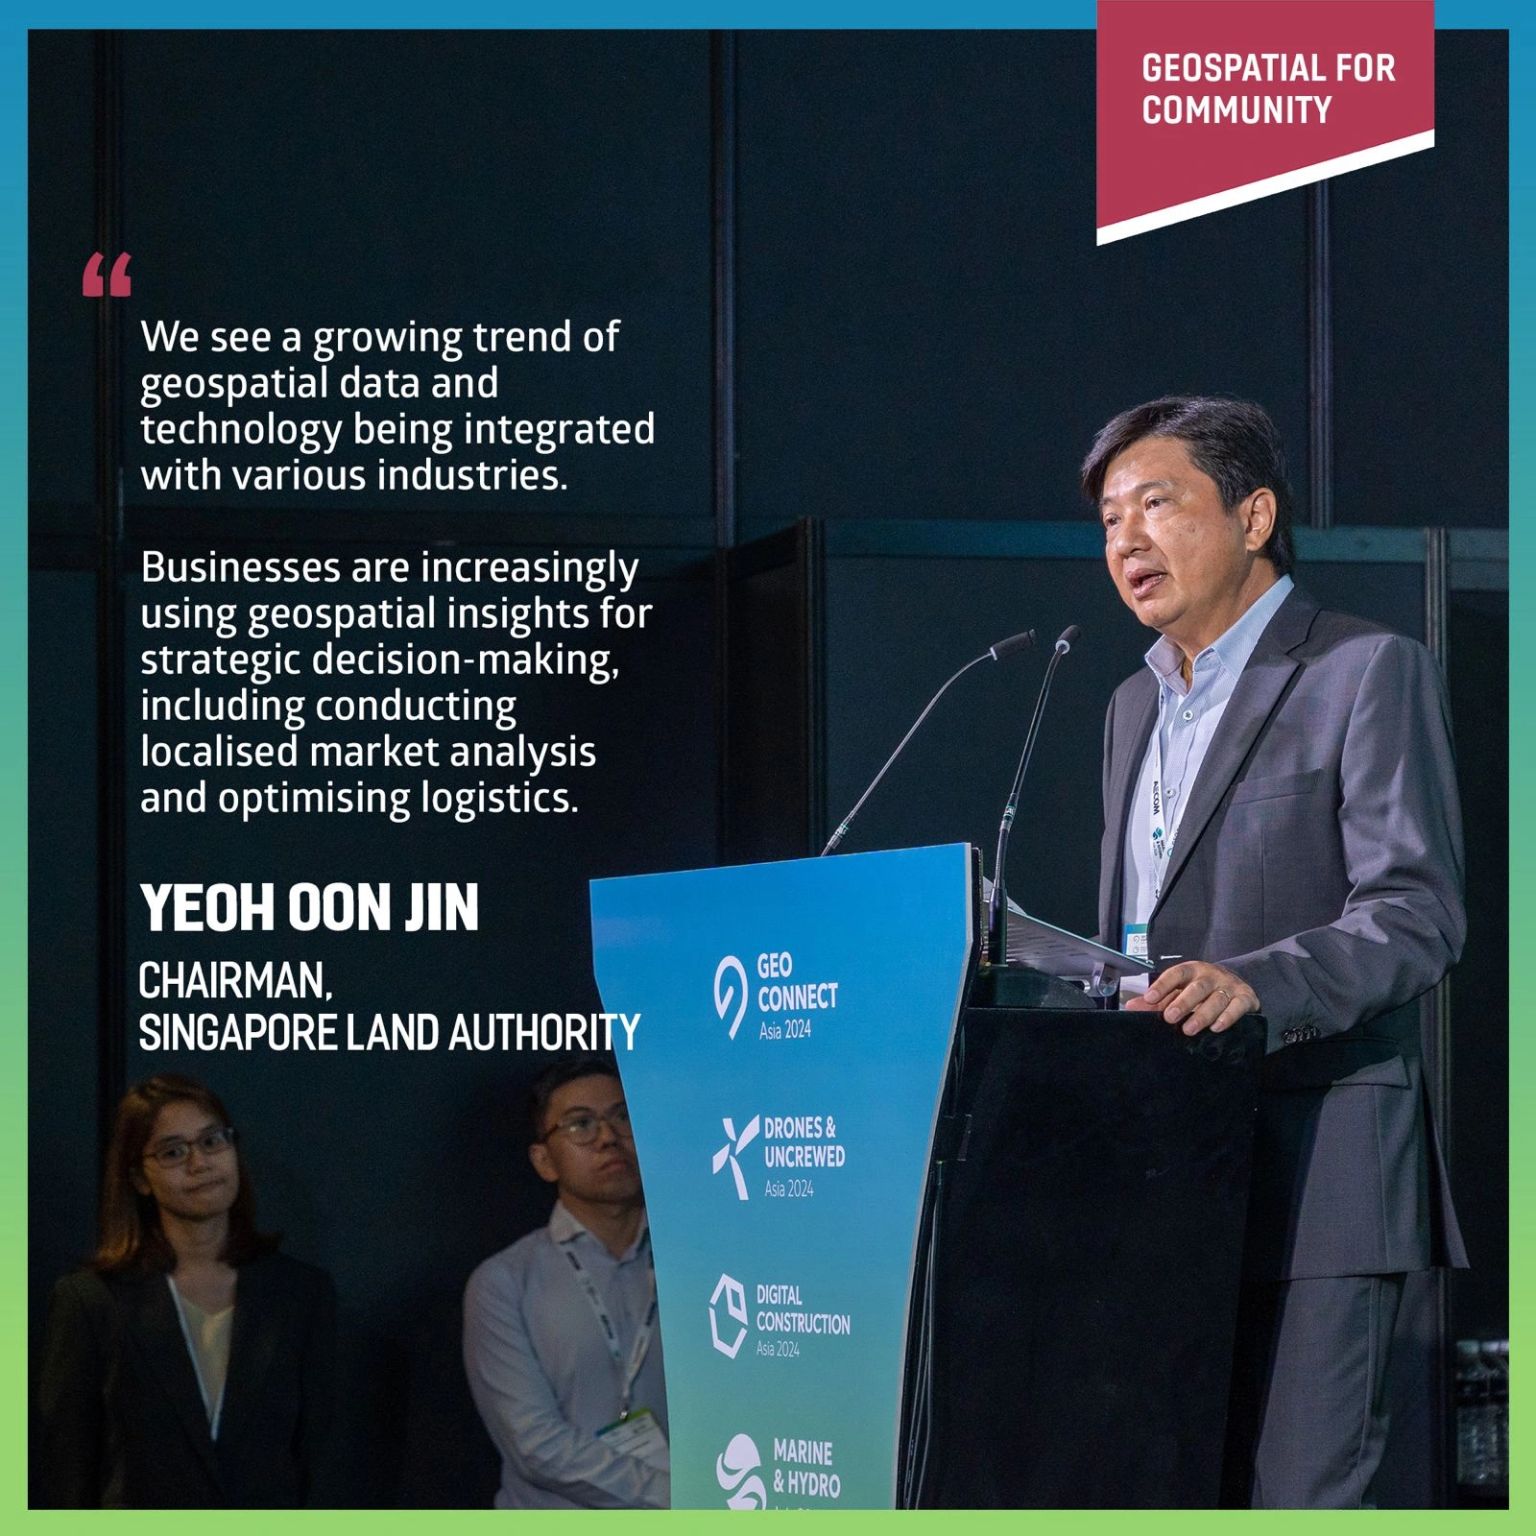 GEOSPATIAL FOR
COMMUNITY
“
We see a growing trend of
geospatial data and
technology being integrated
with various industries.
Businesses are increasingly
using geospatial insights for
strategic decision-making,
including conducting
localised market analysis
and optimising logistics.
YEOH OON JIN
CHAIRMAN,
SINGAPORE LAND AUTHORITY
AECOM
GEO
CONNECT
Asia 2024
DRONES &
UNCREWED
Asia 2024
DIGITAL
CONSTRUCTION
Asia 2024
MARINE
& HYDRO